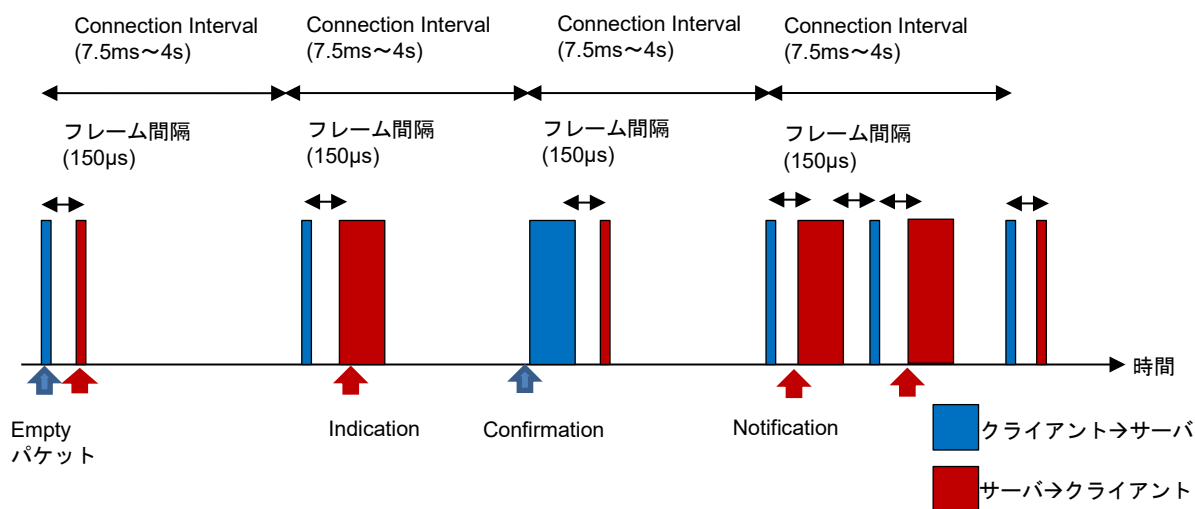 Connection Interval
(7.5ms～4s)
Connection Interval
(7.5ms～4s)
Connection Interval
(7.5ms～4s)
Connection Interval
(7.5ms～4s)
フレーム間隔
(150μs)
フレーム間隔
(150μs)
フレーム間隔
(150μs)
フレーム間隔
(150μs)
時間
Empty
パケット
Indication
Confirmation
Notification
クライアント→サーバ
サーバ→クライアント